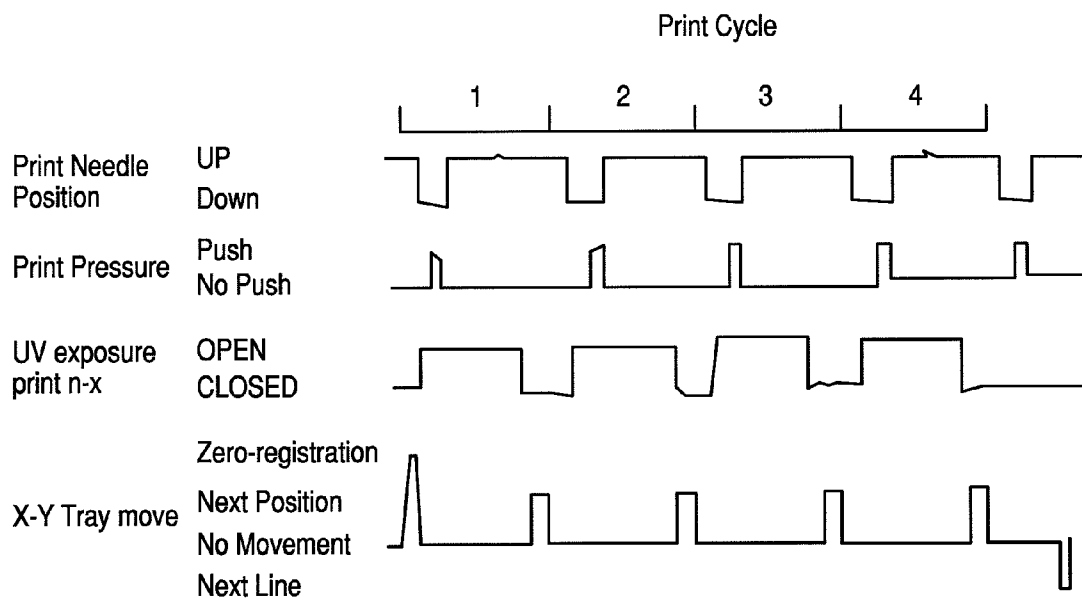 Print Cycle
1 2 3 4
Print Needle
Position
UP
Down
Print Pressure
Push
No Push
UV exposure
print n-x
OPEN
CLOSED
X-Y Tray move
Zero-registration
Next Position
No Movement
Next Line